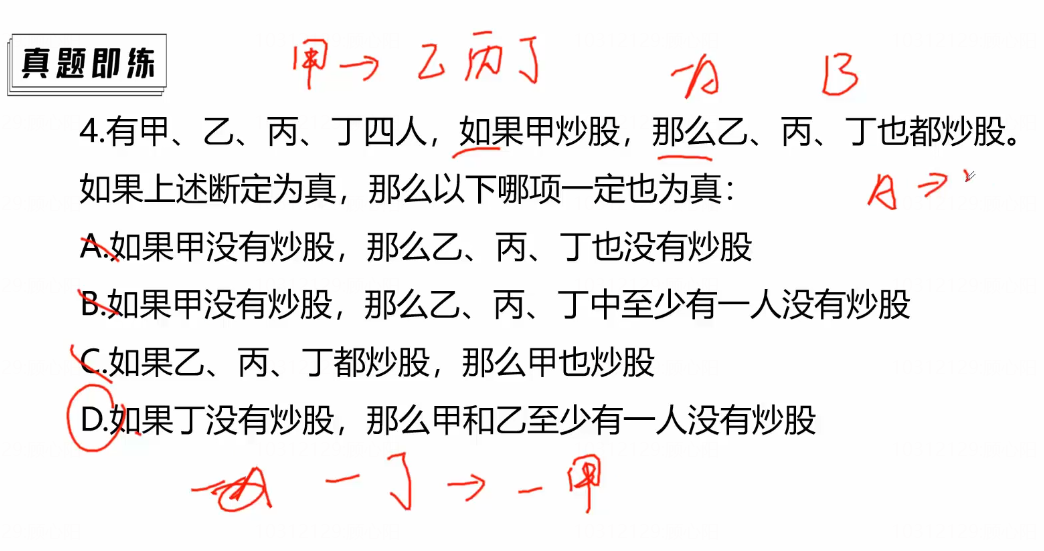 真题即练
甲→乙丙丁
-A B
4.有甲、乙、丙、丁四人，如果甲炒股，那么乙、丙、丁也都炒股。
如果上述断定为真，那么以下哪项一定也为真：
A→
A.如果甲没有炒股，那么乙、丙、丁也没有炒股
B.如果甲没有炒股，那么乙、丙、丁中至少有一人没有炒股
C.如果乙、丙、丁都炒股，那么甲也炒股
D.如果丁没有炒股，那么甲和乙至少有一人没有炒股
-丁→-甲